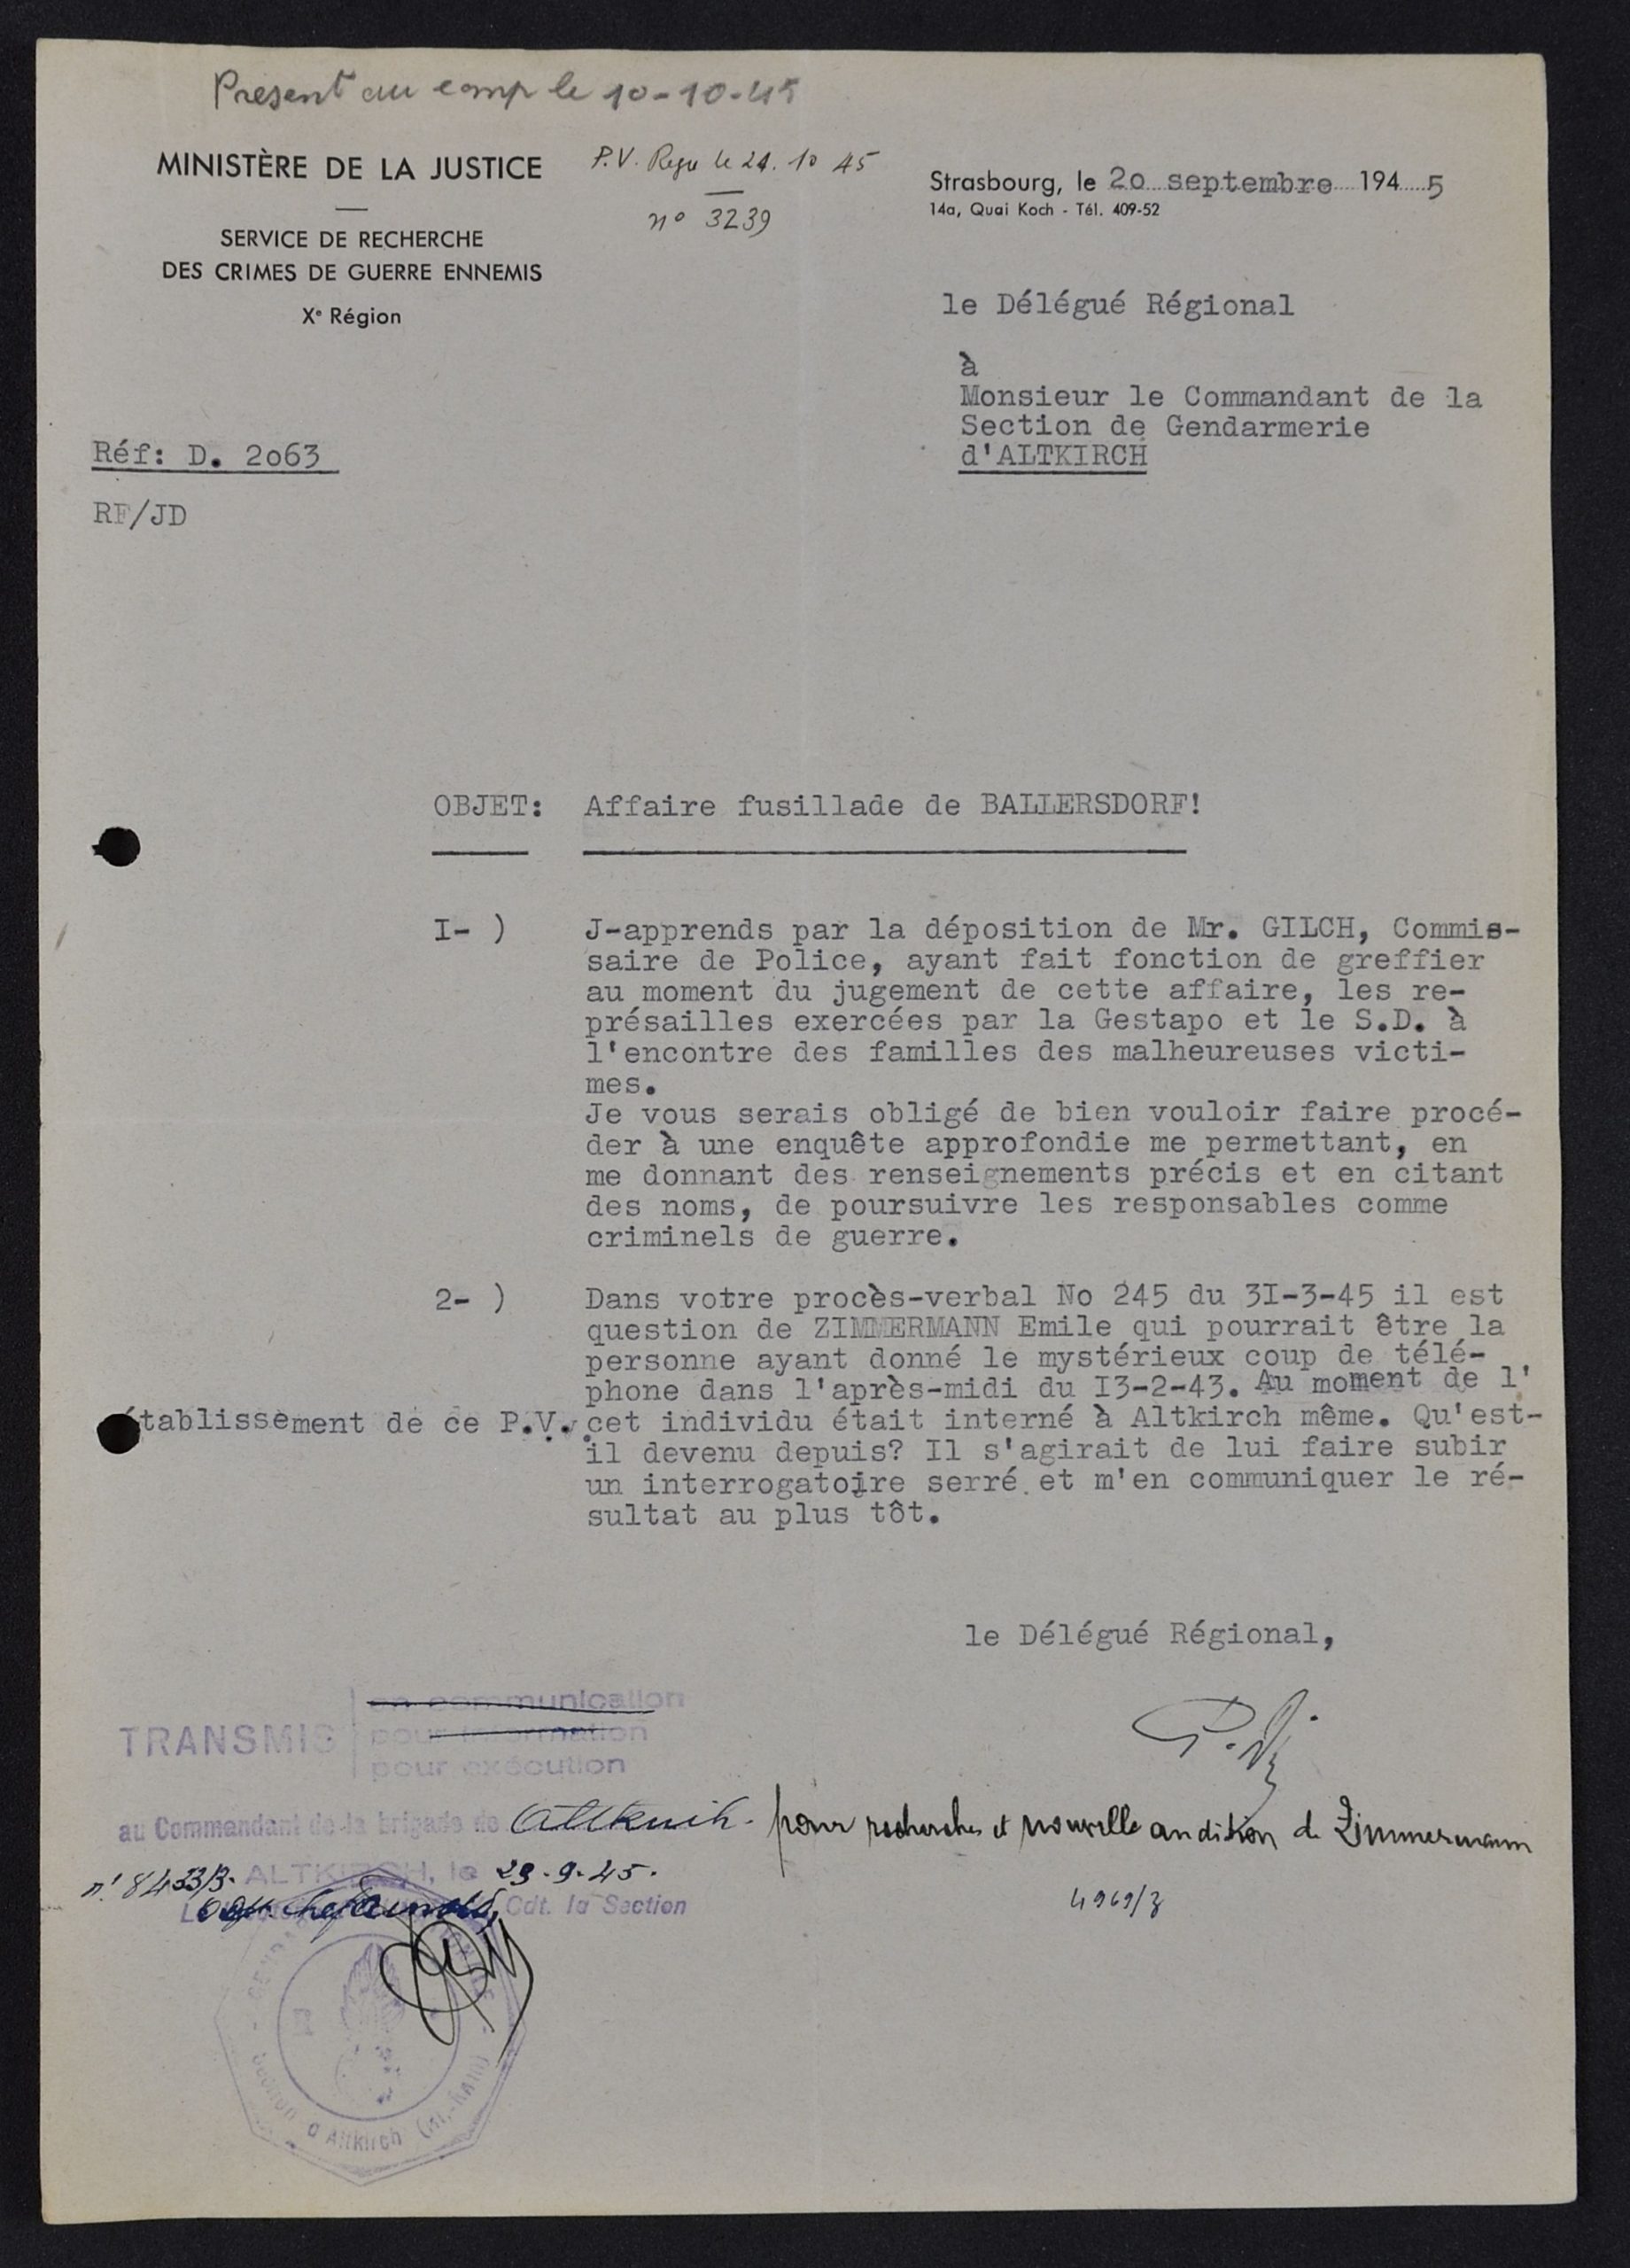 Présent au camp le 10-10-45
MINISTÈRE DE LA JUSTICE
SERVICE DE RECHERCHE
DES CRIMES DE GUERRE ENNEMIS
Xe Région
P.V. Reçu le 24. 10 45
n° 3239
Strasbourg, le 2o septembre 1945
14a, Quai Koch - Tél. 409-52
le Délégué Régional
à
Monsieur le Commandant de la
Section de Gendarmerie
d'ALTKIRCH
Réf: D. 2o63
RF/JD
OBJET: Affaire fusillade de BALLERSDORF!
I- ) J-apprends par la déposition de Mr. GILCH, Commis-
saire de Police, ayant fait fonction de greffier
au moment du jugement de cette affaire, les re-
présailles exercées par la Gestapo et le S.D. à
l'encontre des familles des malheureuses victi-
mes.
Je vous serais obligé de bien vouloir faire procé-
der à une enquête approfondie me permettant, en
me donnant des renseignements précis et en citant
des noms, de poursuivre les responsables comme
criminels de guerre.
2- ) Dans votre procès-verbal No 245 du 3I-3-45 il est
question de ZIMMERMANN Emile qui pourrait être la
personne ayant donné le mystérieux coup de télé-
phone dans l'après-midi du I3-2-43. Au moment de l'
établissement de ce P.V., cet individu était interné à Altkirch même. Qu'est-
il devenu depuis? Il s'agirait de lui faire subir
un interrogatoire serré et m'en communiquer le ré-
sultat au plus tôt.
le Délégué Régional,
TRANSMIS
en communication
pour information
pour exécution
au Commandant de la brigade de Altkirch. pour recherches et nouvelle audition de Zimmermann
n° 8433/3. ALTKIRCH, le 29-9-45.
Cdt. la Section
4969/3
Section d'Altkirch (Ht.-Rhin)